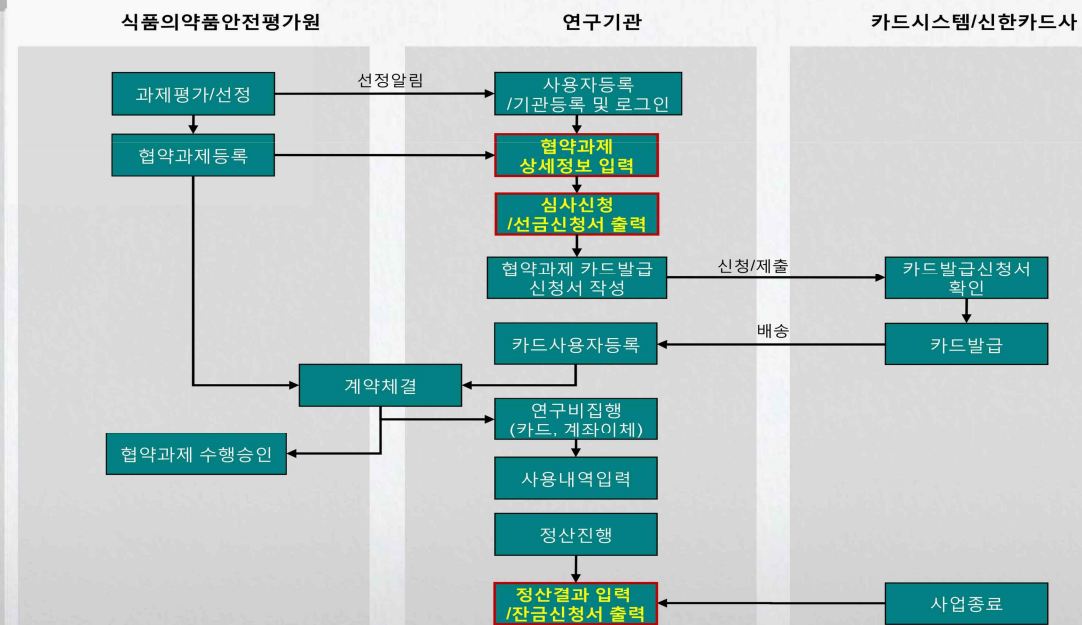 식품의약품안전평가원
연구기관
카드시스템/신한카드사
과제평가/선정
선정알림
사용자등록
/기관등록 및 로그인
협약과제등록
협약과제
상세정보 입력
심사신청
/선금신청서 출력
협약과제 카드발급
신청서 작성
신청/제출
카드발급신청서
확인
카드사용자등록
배송
카드발급
계약체결
연구비집행
(카드, 계좌이체)
협약과제 수행승인
사용내역입력
정산진행
정산결과 입력
/잔금신청서 출력
사업종료